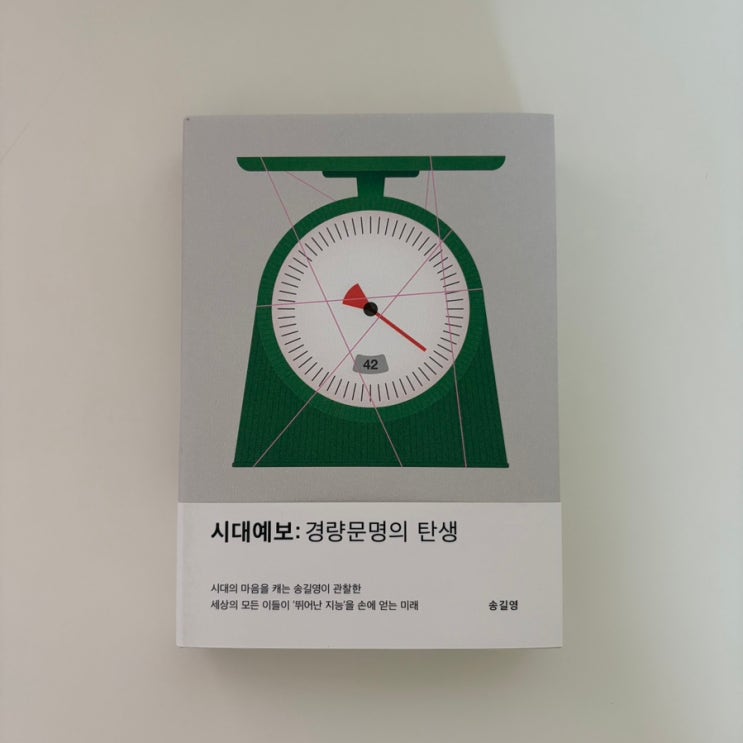 42
시대예보: 경량문명의 탄생
시대의 마음을 캐는 송길영이 관찰한
세상의 모든 이들이 '뛰어난 지능'을 손에 얻는 미래
송길영